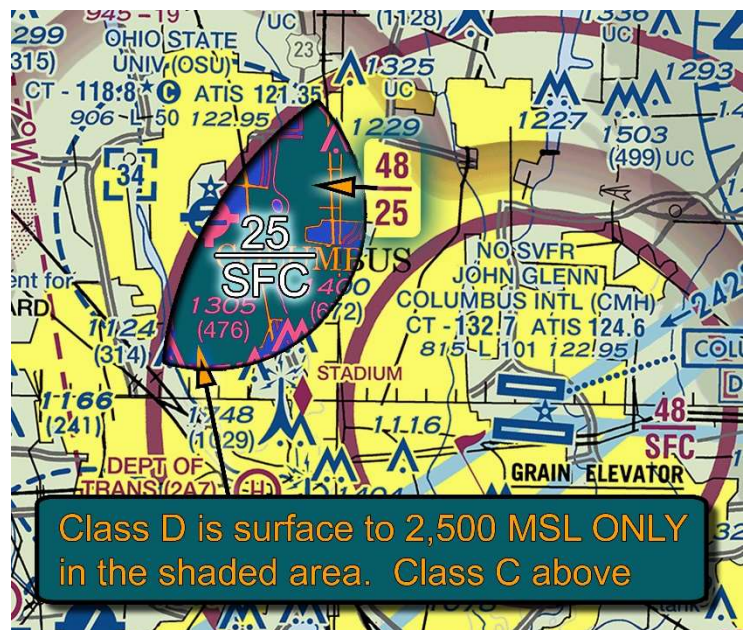 945 - 19
UC
(1128)
1336
UC
299
315)
OHIO STATE
UNIV (OSU)
23
1325
UC
1293
CT - 118.8 * C ATIS 121.35
906 - L - 50 122.95
1229
1227
1503
(499) UC
34
48
25
25
SFC
COLUMBUS
NO SVFR
JOHN GLENN
COLUMBUS INTL (CMH)
CT - 132.7 ATIS 124.6
815 - L 101 122.95
242
1305
(476)
1124
(314)
STADIUM
1166
(241)
1748
(1029)
1116
48
SFC
DEPT OF
TRANS (2A7)
H
GRAIN ELEVATOR
Class D is surface to 2,500 MSL ONLY
in the shaded area. Class C above